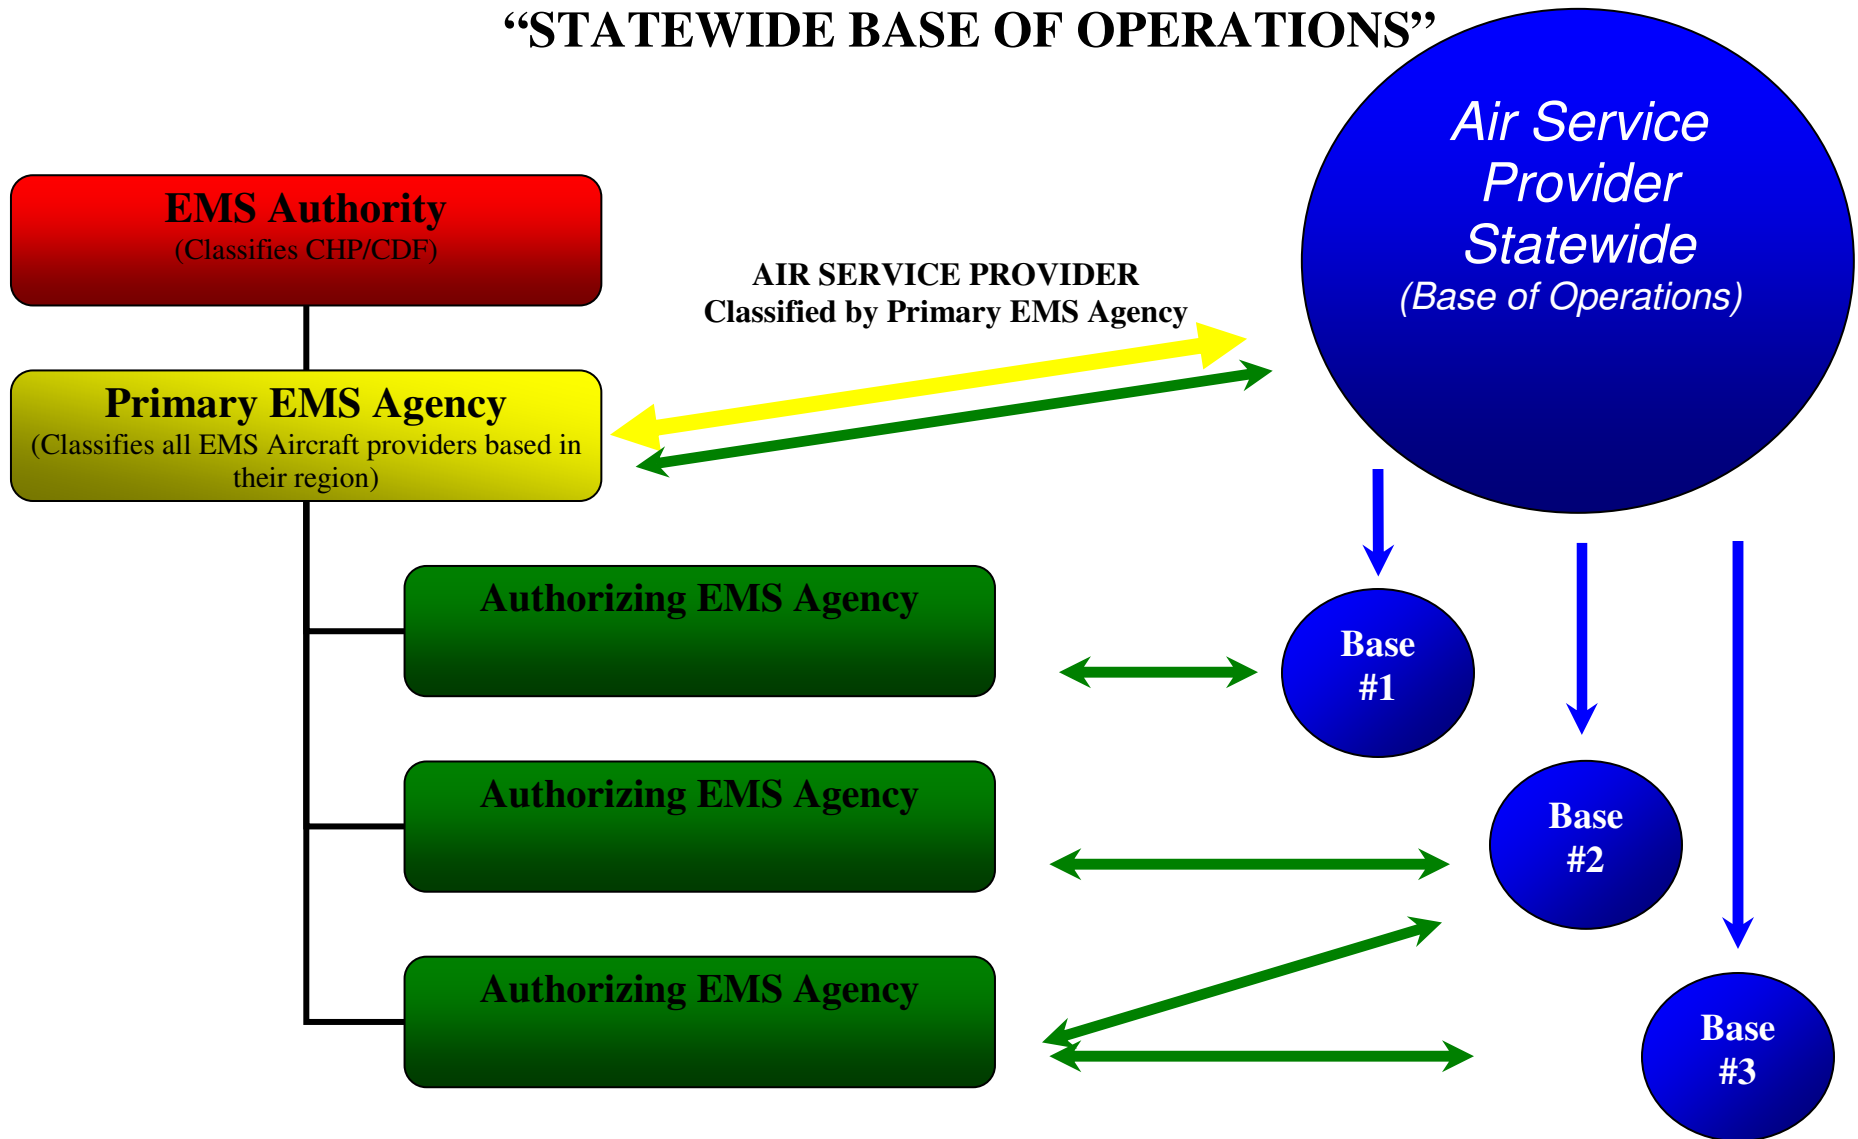 “STATEWIDE BASE OF OPERATIONS”
Air Service
Provider
Statewide
(Base of Operations)
EMS Authority
(Classifies CHP/CDF)
AIR SERVICE PROVIDER
Classified by Primary EMS Agency
Primary EMS Agency
(Classifies all EMS Aircraft providers based in
their region)
Authorizing EMS Agency
Base
#1
Authorizing EMS Agency
Base
#2
Authorizing EMS Agency
Base
#3